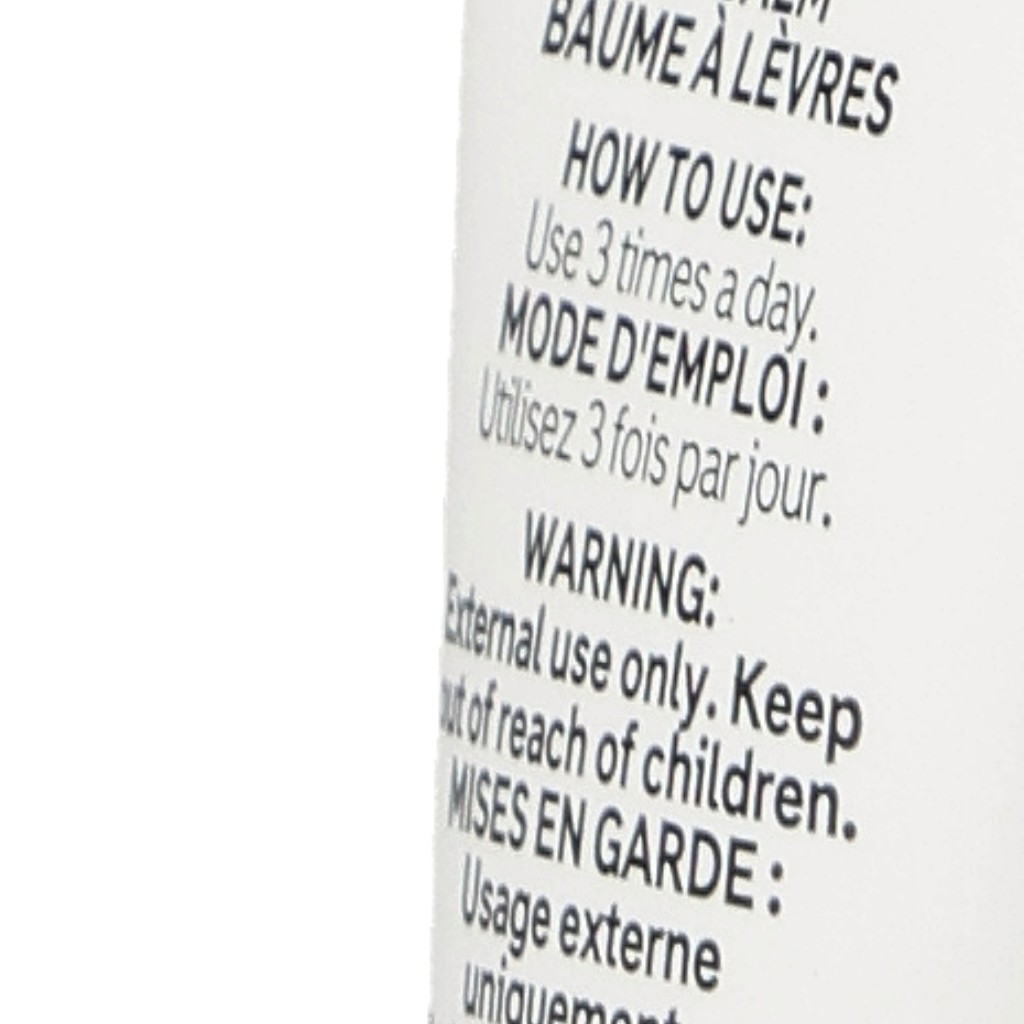 BAUME À LÈVRES
HOW TO USE:
Use 3 times a day.
MODE D'EMPLOI :
Utilisez 3 fois par jour.
WARNING:
External use only. Keep
out of reach of children.
MISES EN GARDE :
Usage externe
uniquement